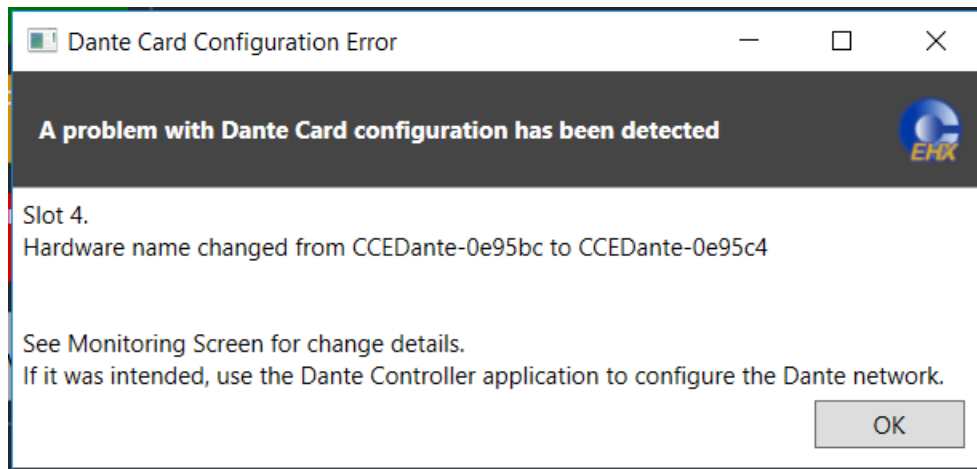 Dante Card Configuration Error
A problem with Dante Card configuration has been detected
EHX
Slot 4.
Hardware name changed from CCEDante-0e95bc to CCEDante-0e95c4
See Monitoring Screen for change details.
If it was intended, use the Dante Controller application to configure the Dante network.
OK